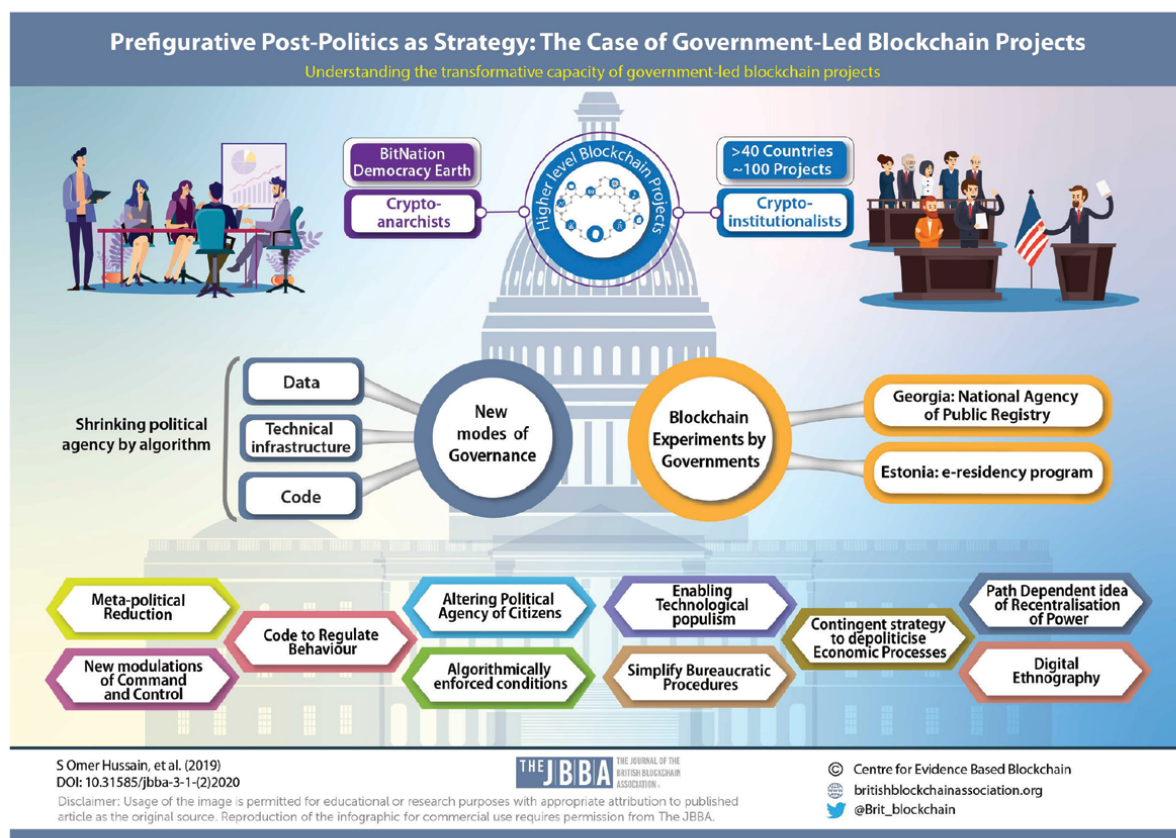 Prefigurative Post-Politics as Strategy: The Case of Government-Led Blockchain Projects
Understanding the transformative capacity of government-led blockchain projects
BitNation
Democracy Earth
Crypto-
anarchists
Higher level Blockchain Projects
>40 Countries
~100 Projects
Crypto-
institutionalists
Shrinking political
agency by algorithm
Data
Technical
infrastructure
Code
New
modes of
Governance
Blockchain
Experiments by
Governments
Georgia: National Agency
of Public Registry
Estonia: e-residency program
Meta-political
Reduction
New modulations
of Command
and Control
Code to Regulate
Behaviour
Altering Political
Agency of Citizens
Algorithmically
enforced conditions
Enabling
Technological
populism
Simplify Bureaucratic
Procedures
Contingent strategy
to depoliticise
Economic Processes
Path Dependent idea
of Recentralisation
of Power
Digital
Ethnography
S Omer Hussain, et al. (2019)
DOI: 10.31585/jbba-3-1-(2)2020
Disclaimer: Usage of the image is permitted for educational or research purposes with appropriate attribution to published
article as the original source. Reproduction of the infographic for commercial use requires permission from The JBBA.
THE JBBA
THE JOURNAL OF THE
BRITISH BLOCKCHAIN
ASSOCIATION
© Centre for Evidence Based Blockchain
britishblockchainassociation.org
@Brit_blockchain